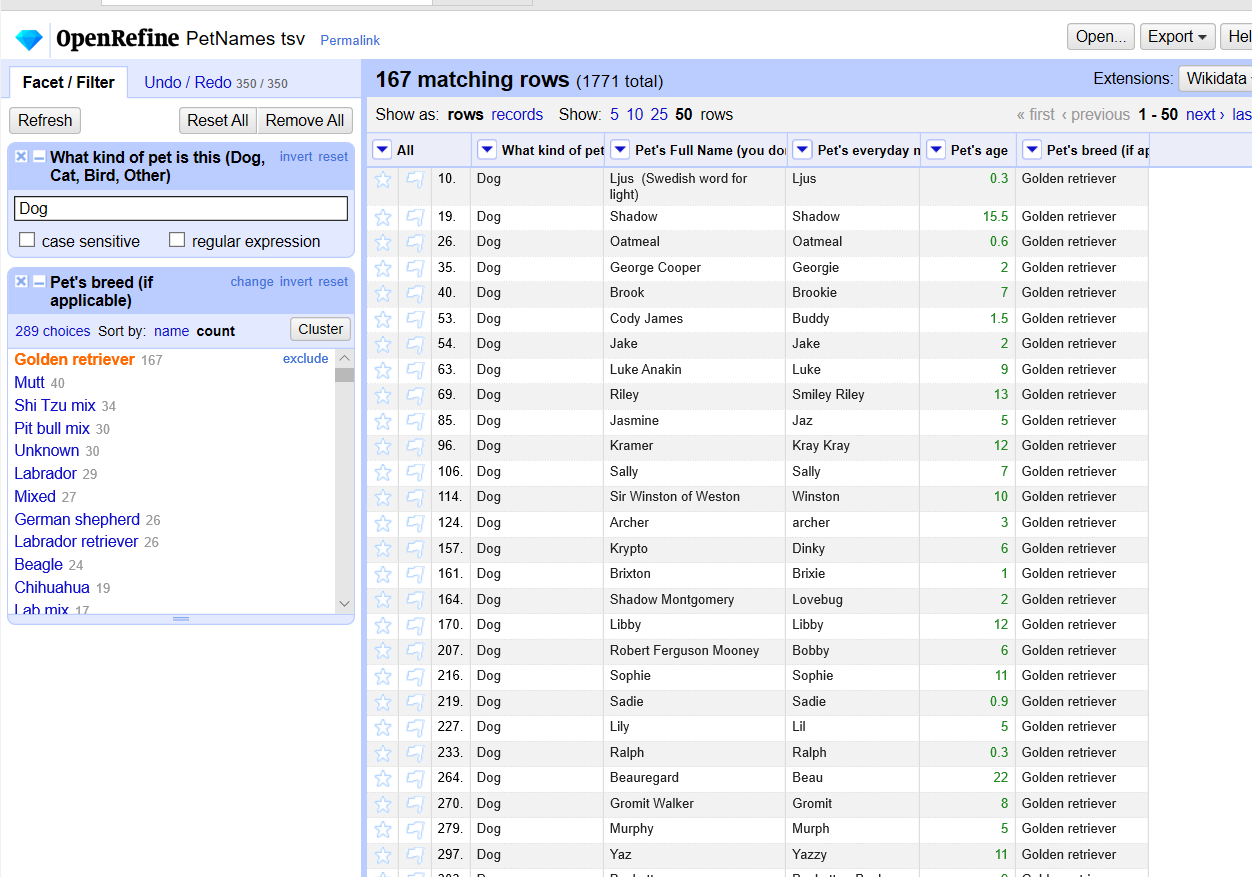 OpenRefine PetNames tsv Permalink Open... Export Hel
Facet / Filter Undo / Redo 350 / 350
167 matching rows (1771 total) Extensions: Wikidata
Refresh Reset All Remove All
Show as: rows records Show: 5 10 25 50 rows « first ‹ previous 1 - 50 next › las
What kind of pet is this (Dog, invert reset
Cat, Bird, Other)
Dog
case sensitive regular expression
Pet's breed (if change invert reset
applicable)
289 choices Sort by: name count Cluster
Golden retriever 167 exclude
Mutt 40
Shi Tzu mix 34
Pit bull mix 30
Unknown 30
Labrador 29
Mixed 27
German shepherd 26
Labrador retriever 26
Beagle 24
Chihuahua 19
Lab mix 17
All What kind of pet Pet's Full Name (you do Pet's everyday n Pet's age Pet's breed (if ap
10. Dog Ljus (Swedish word for Ljus 0.3 Golden retriever
light)
19. Dog Shadow Shadow 15.5 Golden retriever
26. Dog Oatmeal Oatmeal 0.6 Golden retriever
35. Dog George Cooper Georgie 2 Golden retriever
40. Dog Brook Brookie 7 Golden retriever
53. Dog Cody James Buddy 1.5 Golden retriever
54. Dog Jake Jake 2 Golden retriever
63. Dog Luke Anakin Luke 9 Golden retriever
69. Dog Riley Smiley Riley 13 Golden retriever
85. Dog Jasmine Jaz 5 Golden retriever
96. Dog Kramer Kray Kray 12 Golden retriever
106. Dog Sally Sally 7 Golden retriever
114. Dog Sir Winston of Weston Winston 10 Golden retriever
124. Dog Archer archer 3 Golden retriever
157. Dog Krypto Dinky 6 Golden retriever
161. Dog Brixton Brixie 1 Golden retriever
164. Dog Shadow Montgomery Lovebug 2 Golden retriever
170. Dog Libby Libby 12 Golden retriever
207. Dog Robert Ferguson Mooney Bobby 6 Golden retriever
216. Dog Sophie Sophie 11 Golden retriever
219. Dog Sadie Sadie 0.9 Golden retriever
227. Dog Lily Lil 5 Golden retriever
233. Dog Ralph Ralph 0.3 Golden retriever
264. Dog Beauregard Beau 22 Golden retriever
270. Dog Gromit Walker Gromit 8 Golden retriever
279. Dog Murphy Murph 5 Golden retriever
297. Dog Yaz Yazzy 11 Golden retriever